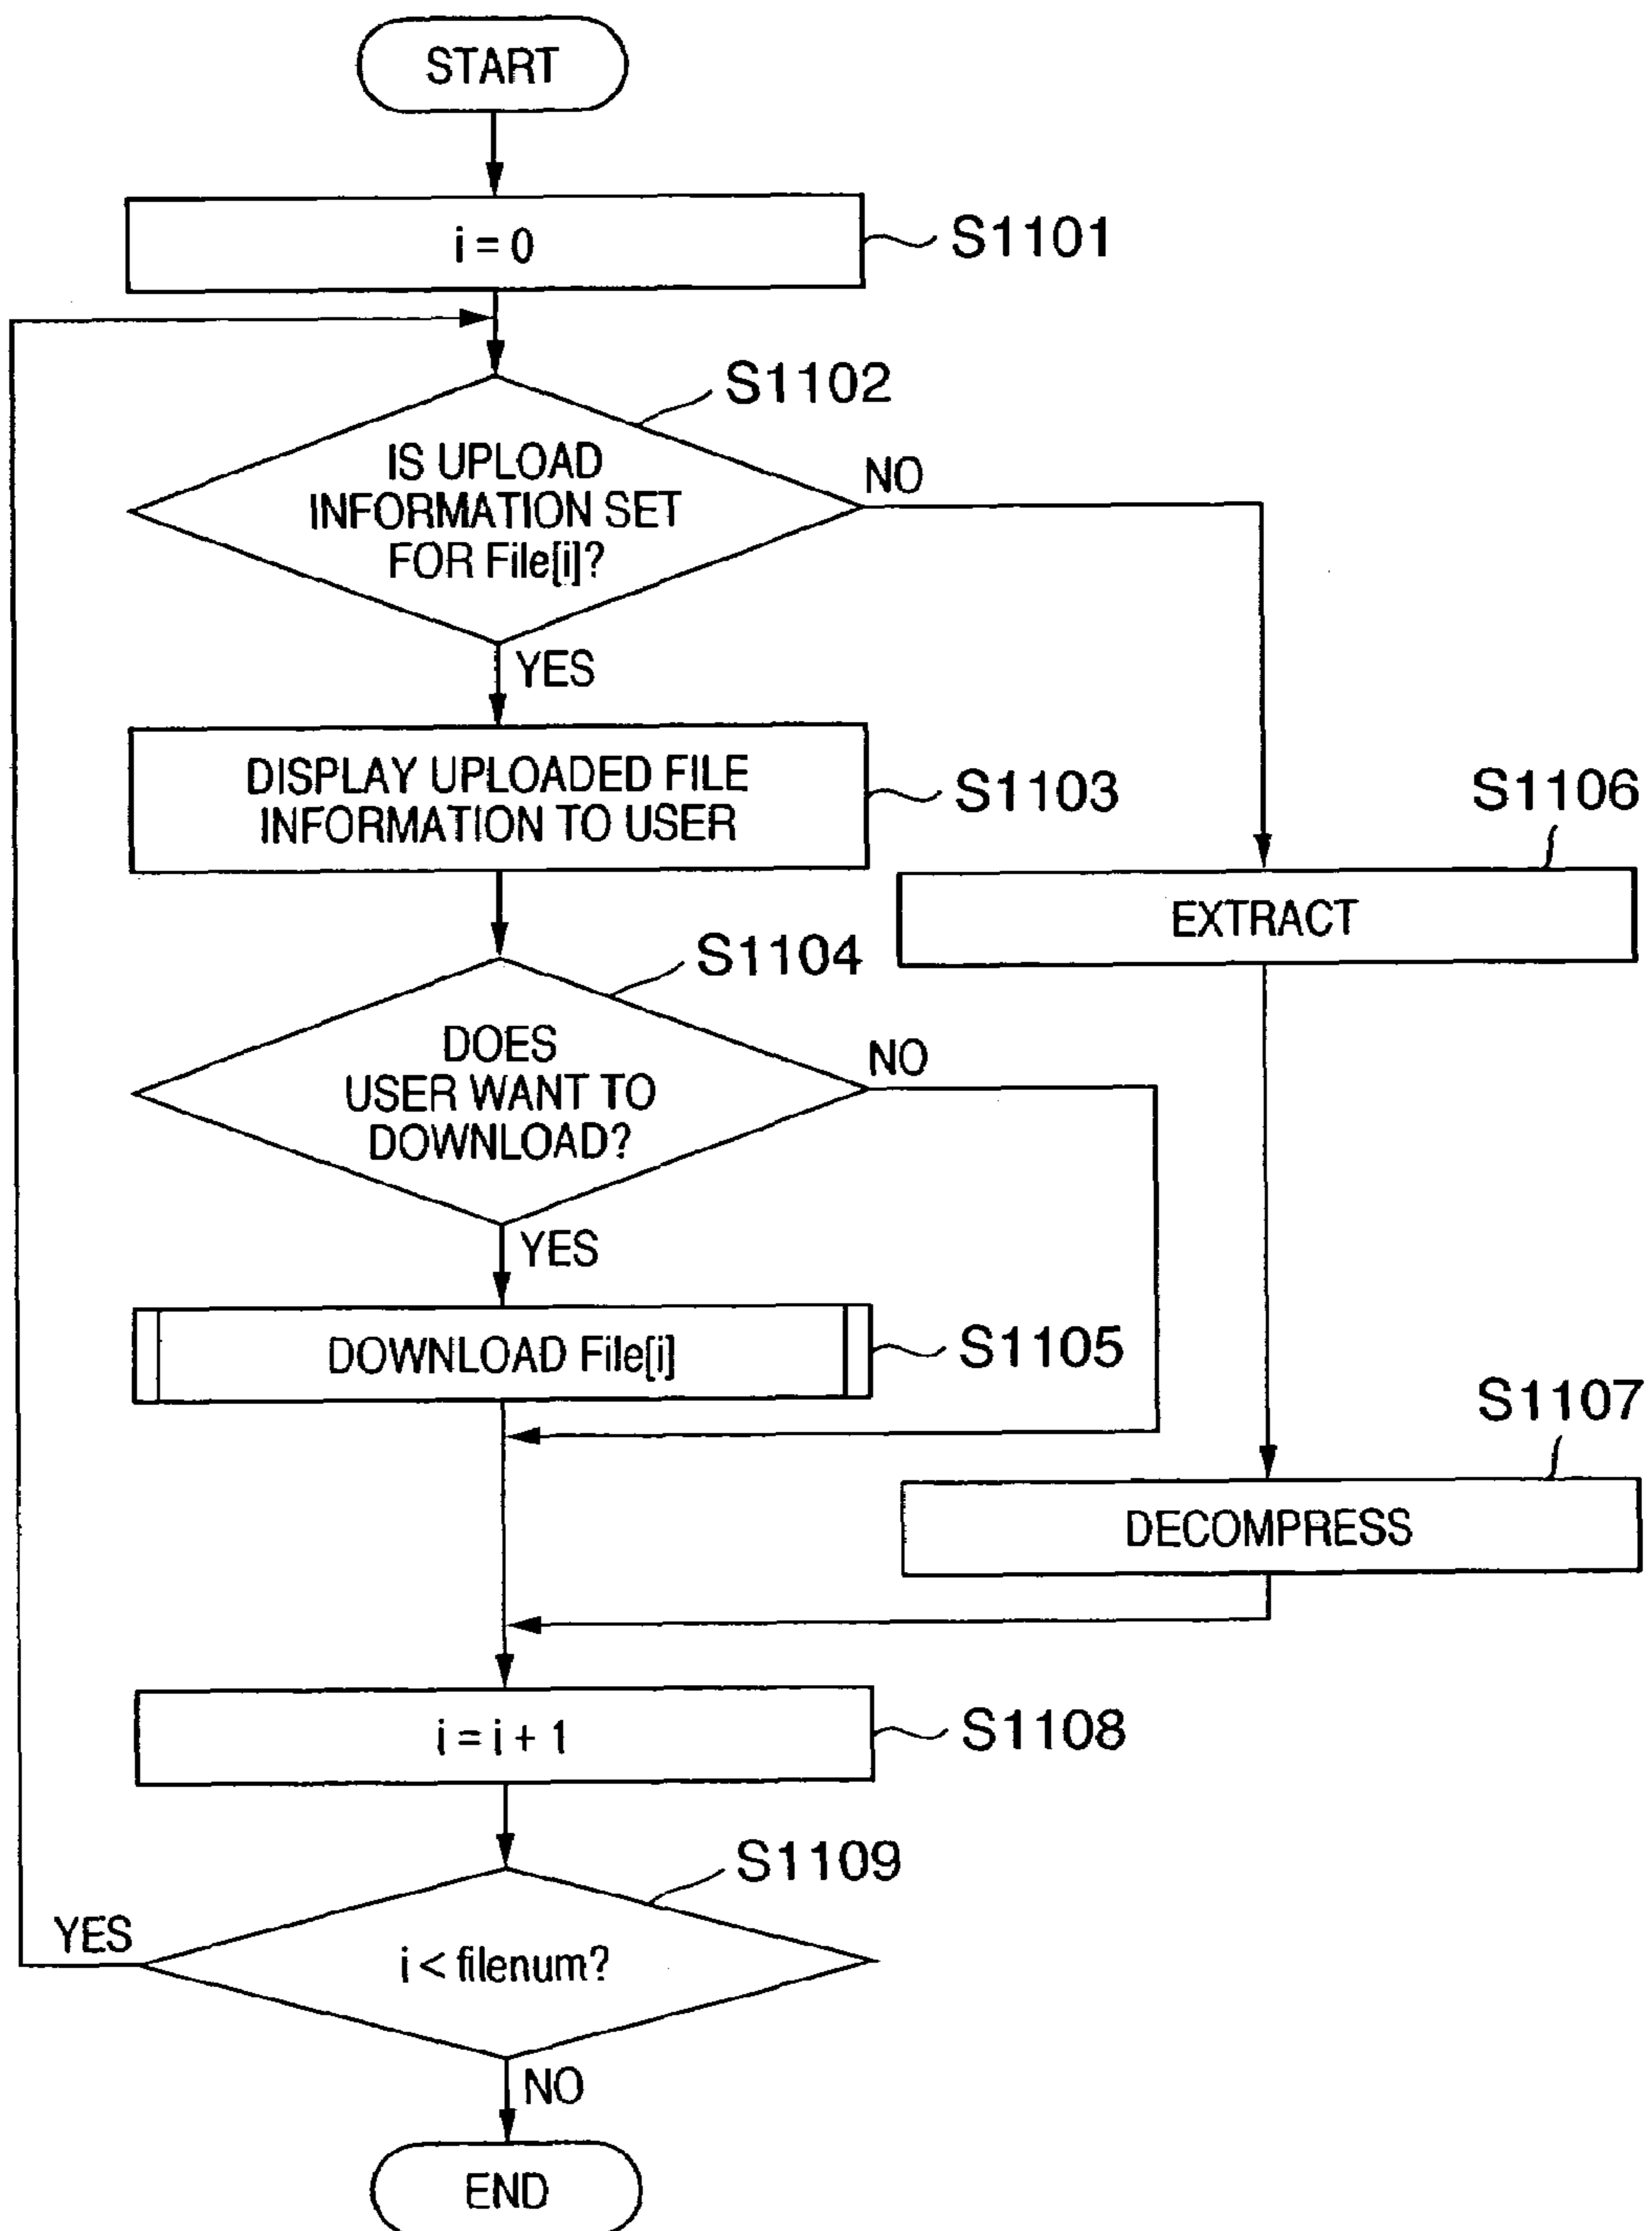 START
i = 0
S1101
S1102
IS UPLOAD
INFORMATION SET
FOR File[i]?
NO
YES
DISPLAY UPLOADED FILE
INFORMATION TO USER
S1103
S1106
EXTRACT
S1104
DOES
USER WANT TO
DOWNLOAD?
NO
YES
DOWNLOAD File[i]
S1105
S1107
DECOMPRESS
i = i + 1
S1108
S1109
YES
i < filenum?
NO
END